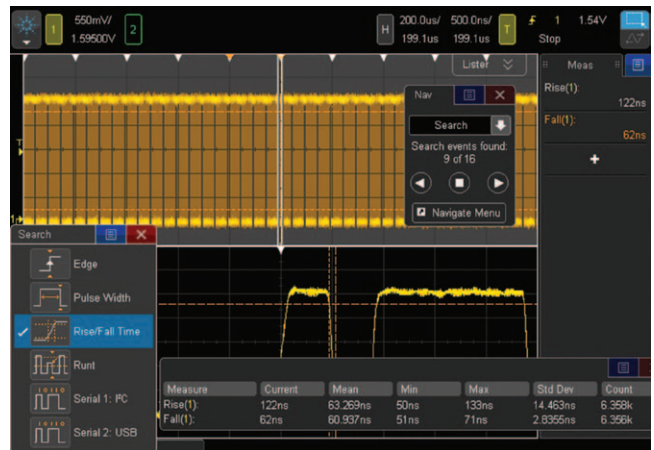 1 550mV/ 1.59500V 2 H 200.0us/ 199.1us 500.0ns/ 199.1us T 1 1.54V Stop
Lister
Meas
Rise(1):
122ns
Fall(1):
62ns
Nav
Search
Search events found:
9 of 16
Navigate Menu
T
1
Search
Edge
Pulse Width
Rise/Fall Time
Runt
10110
Serial 1: I²C
10110
Serial 2: USB
Measure Current Mean Min Max Std Dev Count
Rise(1): 122ns 63.269ns 50ns 133ns 14.463ns 6.358k
Fall(1): 62ns 60.937ns 51ns 71ns 2.8355ns 6.356k